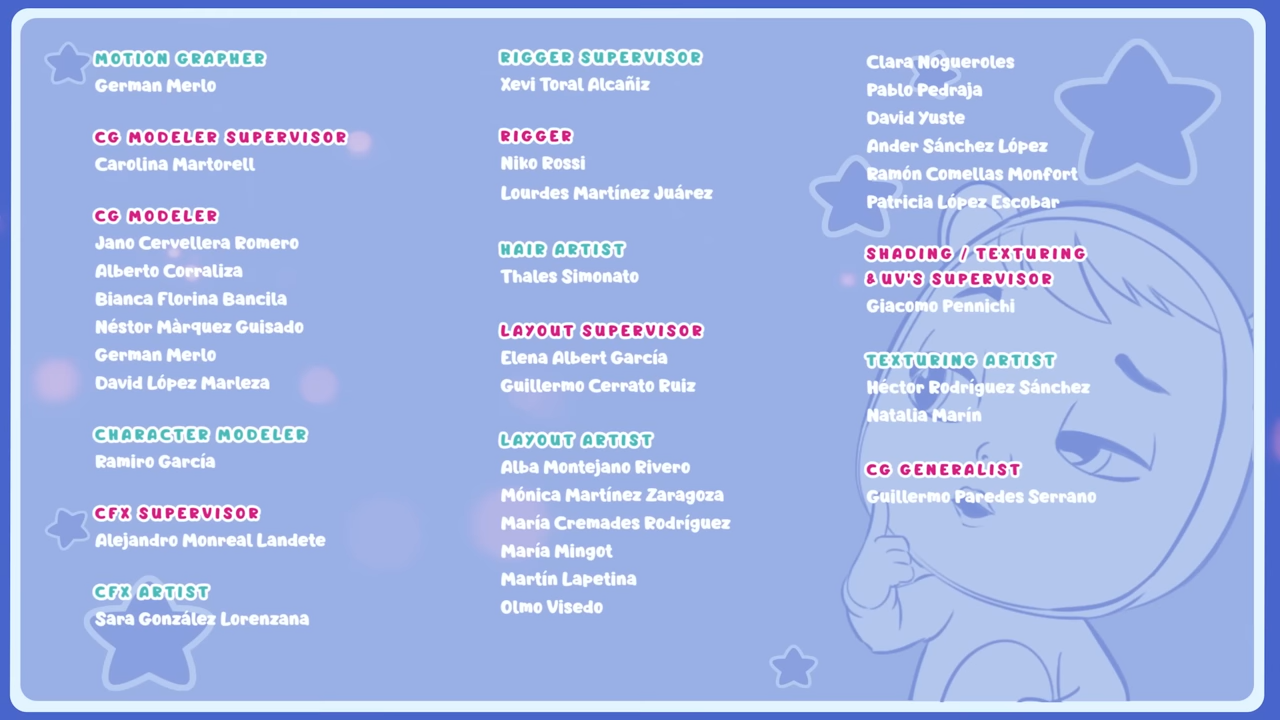 MOTION GRAPHER
German Merlo
CG MODELER SUPERVISOR
Carolina Martorell
CG MODELER
Jano Cervellera Romero
Alberto Corraliza
Bianca Florina Bancila
Néstor Màrquez Guisado
German Merlo
David López Marleza
CHARACTER MODELER
Ramiro García
CFX SUPERVISOR
Alejandro Monreal Landete
CFX ARTIST
Sara González Lorenzana
RIGGER SUPERVISOR
Xevi Toral Alcañiz
RIGGER
Niko Rossi
Lourdes Martínez Juárez
HAIR ARTIST
Thales Simonato
LAYOUT SUPERVISOR
Elena Albert García
Guillermo Cerrato Ruiz
LAYOUT ARTIST
Alba Montejano Rivero
Mónica Martínez Zaragoza
María Cremades Rodríguez
María Mingot
Martín Lapetina
Olmo Visedo
Clara Nogueroles
Pablo Pedraja
David Yuste
Ander Sánchez López
Ramón Comellas Monfort
Patricia López Escobar
SHADING / TEXTURING
&UV'S SUPERVISOR
Giacomo Pennichi
TEXTURING ARTIST
Héctor Rodríguez Sánchez
Natalia Marín
CG GENERALIST
Guillermo Paredes Serrano